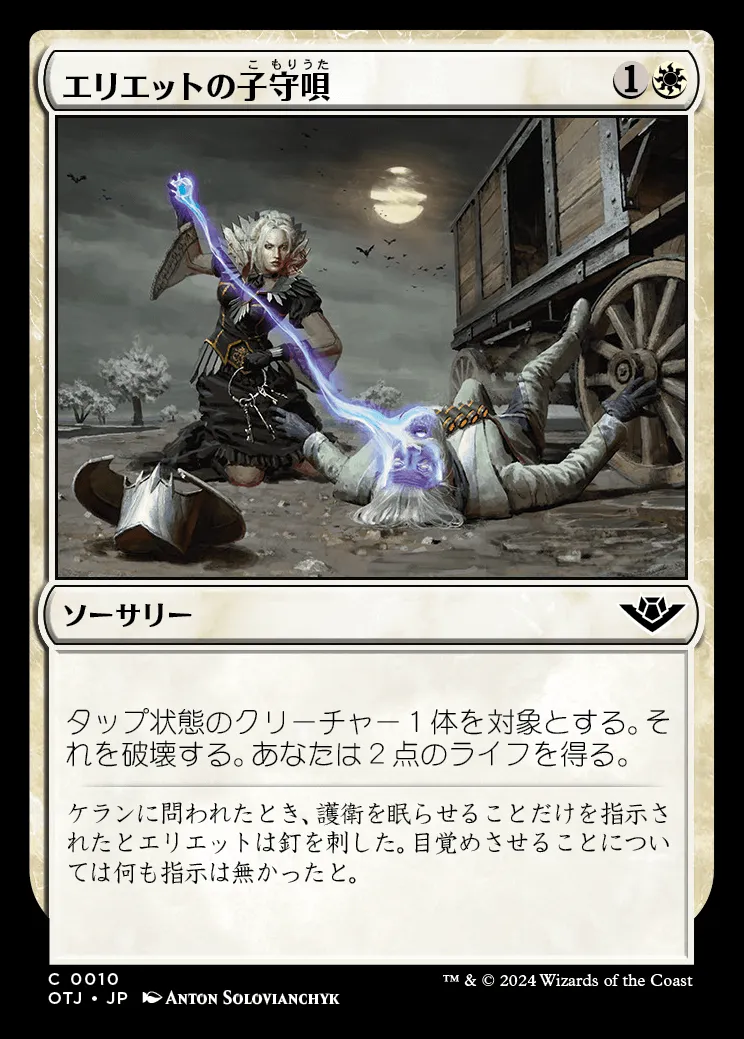 こ もりうた
エリエットの子守唄
1
ソーサリー
タップ状態のクリーチャー１体を対象とする。そ
れを破壊する。あなたは２点のライフを得る。
ケランに問われたとき、護衛を眠らせることだけを指示さ
れたとエリエットは釘を刺した。目覚めさせることについ
ては何も指示は無かったと。
C 0010
OTJ • JP ANTON SOLOVIANCHYK
™ & © 2024 Wizards of the Coast